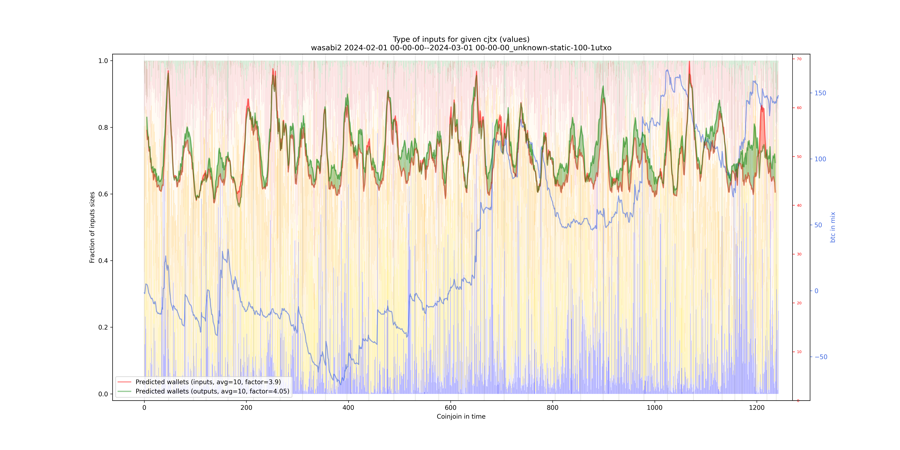 Type of inputs for given cjtx (values)
wasabi2 2024-02-01 00-00-00--2024-03-01 00-00-00_unknown-static-100-1utxo
1.0
0.8
0.6
0.4
0.2
0.0
Fraction of inputs sizes
0
200
400
600
800
1000
1200
Coinjoin in time
Predicted wallets (inputs, avg=10, factor=3.9)
Predicted wallets (outputs, avg=10, factor=4.05)
150
100
50
0
−50
btc in mix